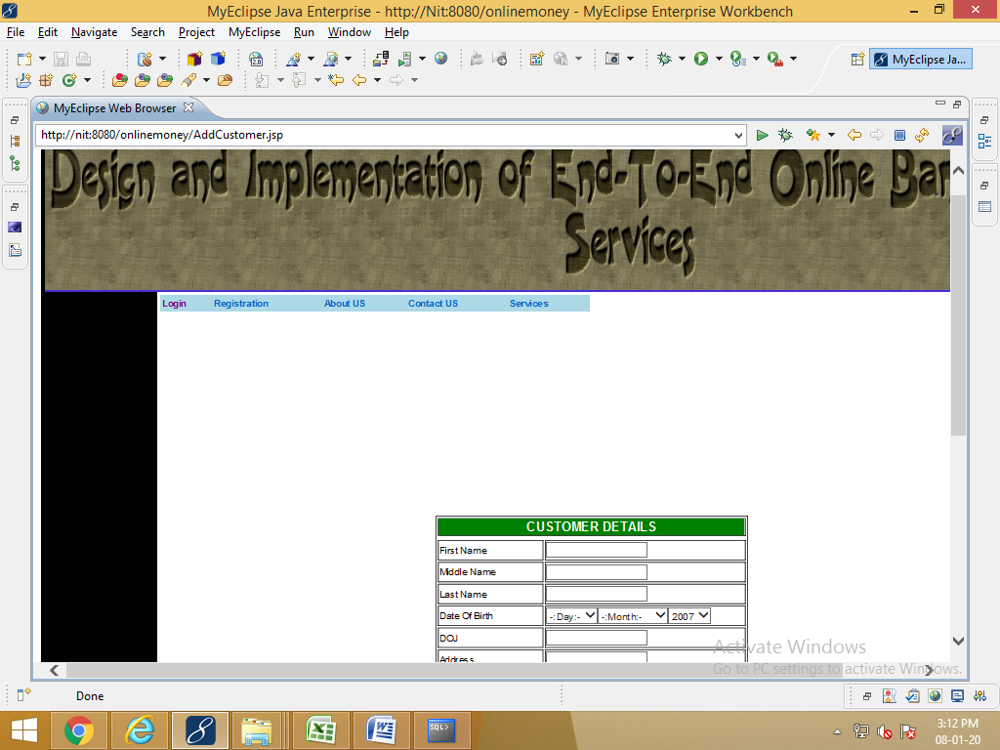 MyEclipse Java Enterprise - http://Nit:8080/onlinemoney - MyEclipse Enterprise Workbench
File Edit Navigate Search Project MyEclipse Run Window Help
MyEclipse Ja...
MyEclipse Web Browser
http://nit:8080/onlinemoney/AddCustomer.jsp
Design and Implementation of End-To-End Online Ban
Services
Login Registration About US Contact US Services
CUSTOMER DETAILS
First Name
Middle Name
Last Name
Date Of Birth -:Day:- -:Month:- 2007
DOJ
Address
Activate Windows
Go to PC settings to activate Windows.
Done
SQL>
3:12 PM
08-01-20